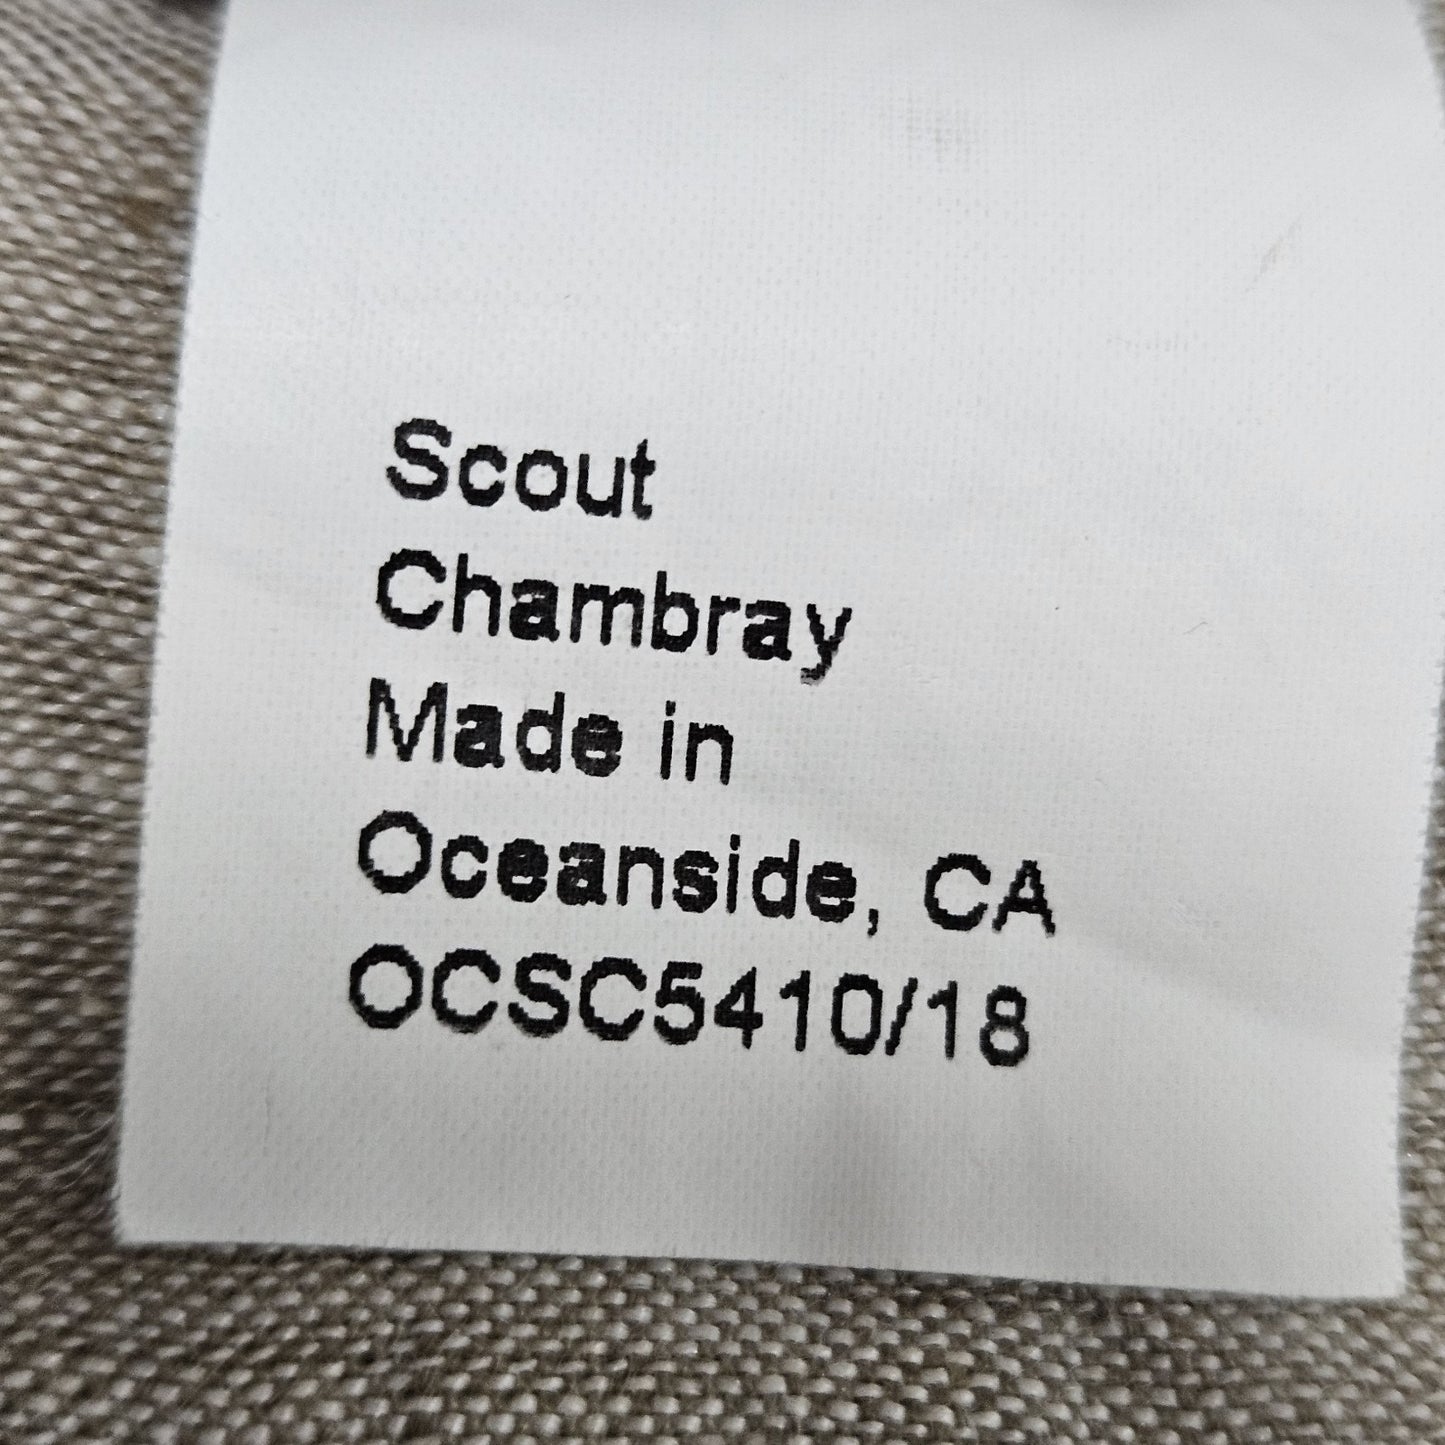 Scout
Chambray
Made in
Oceanside, CA
OCSC5410/18